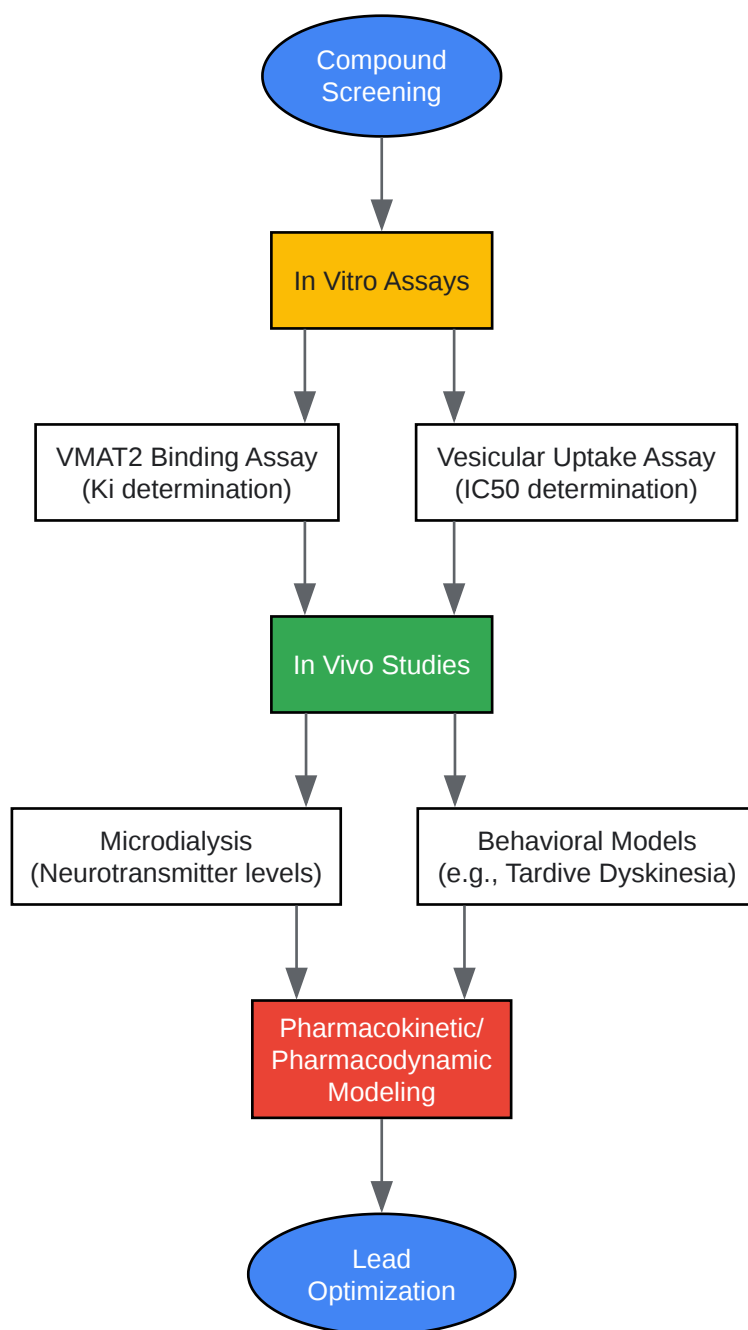 Compound
Screening
In Vitro Assays
VMAT2 Binding Assay
(Ki determination)
Vesicular Uptake Assay
(IC50 determination)
In Vivo Studies
Microdialysis
(Neurotransmitter levels)
Behavioral Models
(e.g., Tardive Dyskinesia)
Pharmacokinetic/
Pharmacodynamic
Modeling
Lead
Optimization